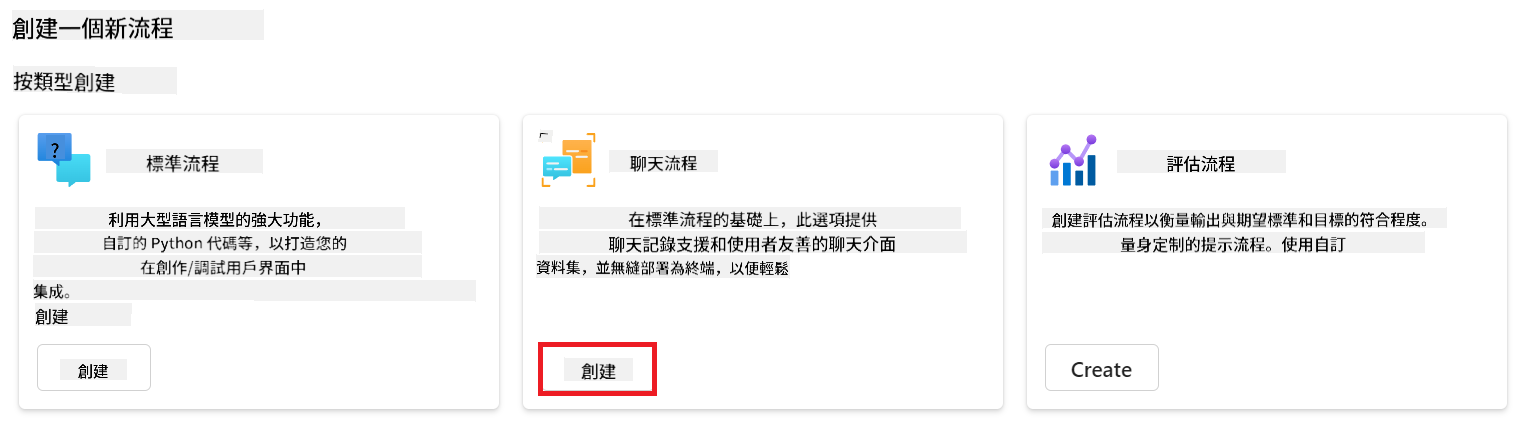 創建一個新流程
按類型創建
?
標準流程
利用大型語言模型的強大功能，
自訂的 Python 代碼等，以打造您的
在創作/調試用戶界面中
集成。
創建
創建
聊天流程
在標準流程的基礎上，此選項提供
聊天記錄支援和使用者友善的聊天介面
資料集，並無縫部署為終端，以便輕鬆
創建
評估流程
創建評估流程以衡量輸出與期望標準和目標的符合程度。
量身定制的提示流程。使用自訂
Create